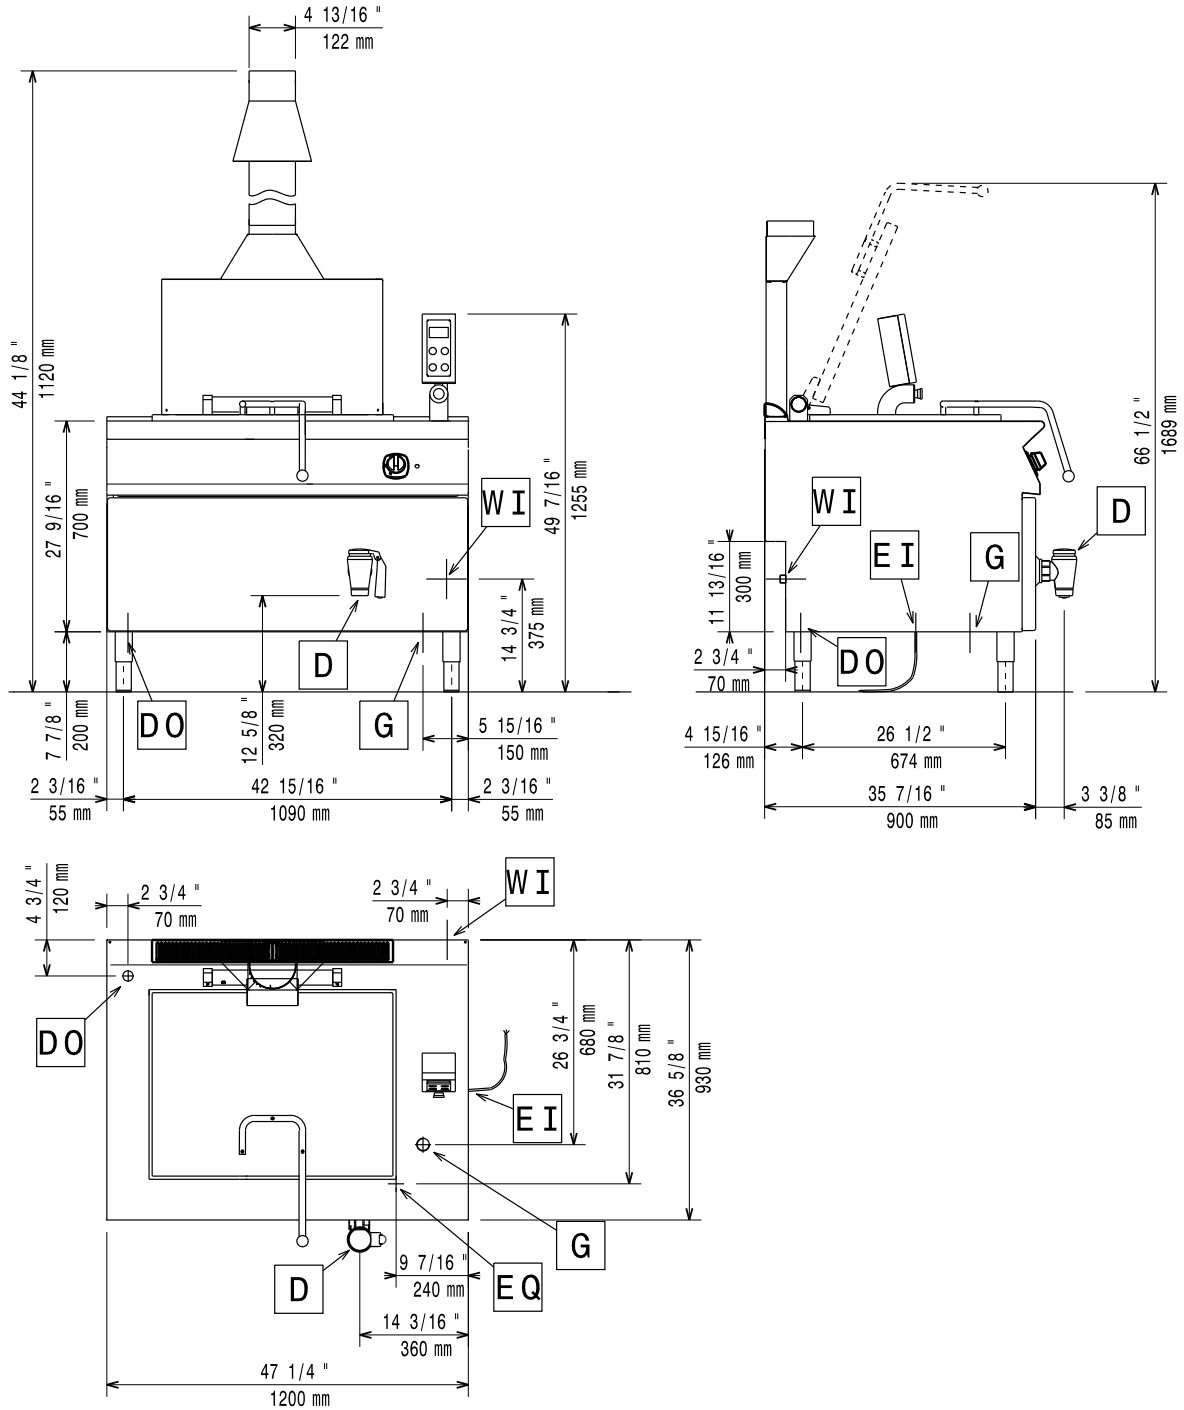 4 13/16 "
122 mm
44 1/8 "
1120 mm
27 9/16 "
700 mm
7 7/8 "
200 mm
WI
49 7/16 "
1255 mm
14 3/4 "
375 mm
D
DO
12 5/8 "
320 mm
G
5 15/16 "
150 mm
2 3/16 "
55 mm
42 15/16 "
1090 mm
2 3/16 "
55 mm
66 1/2 "
1689 mm
WI
D
EI
G
11 13/16 "
300 mm
DO
2 3/4 "
70 mm
4 15/16 "
126 mm
26 1/2 "
674 mm
35 7/16 "
900 mm
3 3/8 "
85 mm
4 3/4 "
120 mm
2 3/4 "
70 mm
2 3/4 "
70 mm
WI
DO
26 3/4 "
680 mm
31 7/8 "
810 mm
36 5/8 "
930 mm
EI
G
D
9 7/16 "
240 mm
EQ
14 3/16 "
360 mm
47 1/4 "
1200 mm